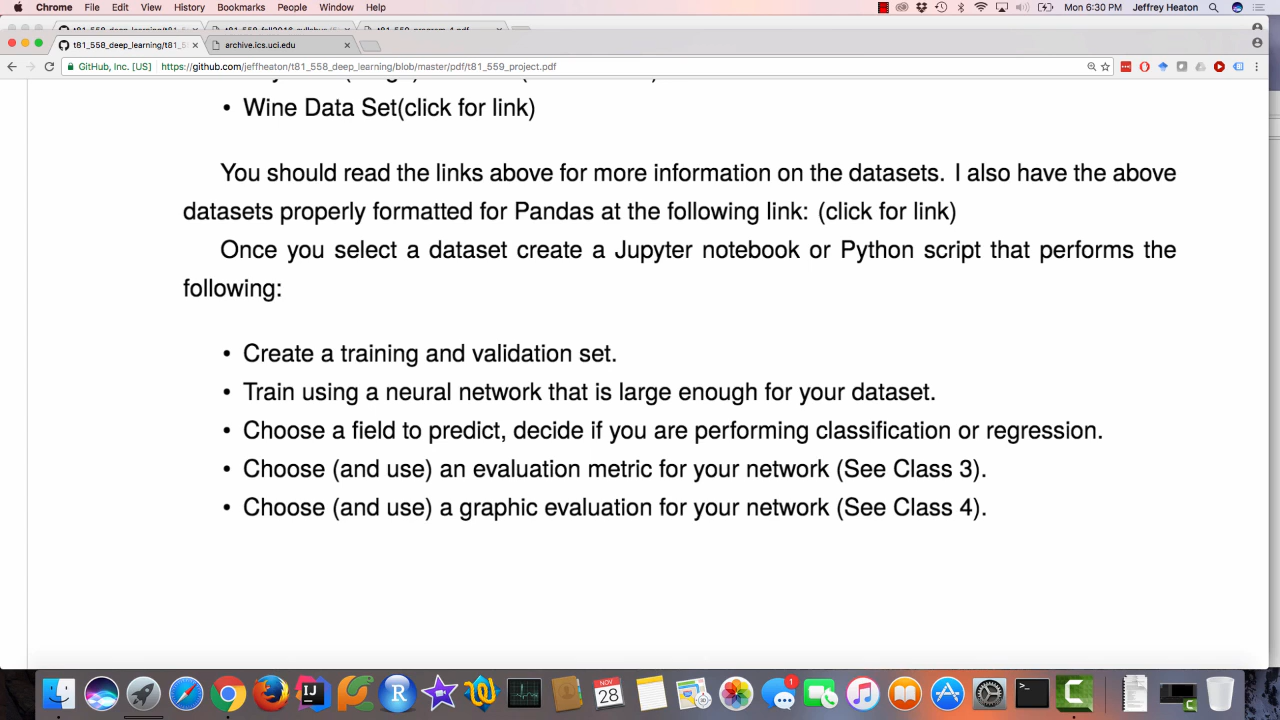 Chrome File Edit View History Bookmarks People Window Help Mon 6:30 PM Jeffrey Heaton
t81_558_deep_learning/t81_5 archive.ics.uci.edu
GitHub, Inc. [US] https://github.com/jeffheaton/t81_558_deep_learning/blob/master/pdf/t81_559_project.pdf
• Wine Data Set(click for link)
You should read the links above for more information on the datasets. I also have the above
datasets properly formatted for Pandas at the following link: (click for link)
Once you select a dataset create a Jupyter notebook or Python script that performs the
following:
• Create a training and validation set.
• Train using a neural network that is large enough for your dataset.
• Choose a field to predict, decide if you are performing classification or regression.
• Choose (and use) an evaluation metric for your network (See Class 3).
• Choose (and use) a graphic evaluation for your network (See Class 4).
NOV
28
1